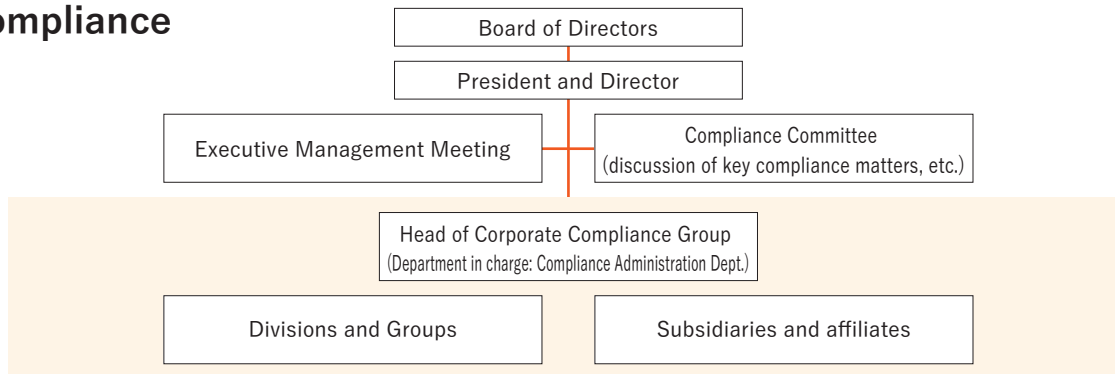 ompliance
Board of Directors
President and Director
Executive Management Meeting
Compliance Committee
(discussion of key compliance matters, etc.)
Head of Corporate Compliance Group
(Department in charge: Compliance Administration Dept.)
Divisions and Groups
Subsidiaries and affiliates